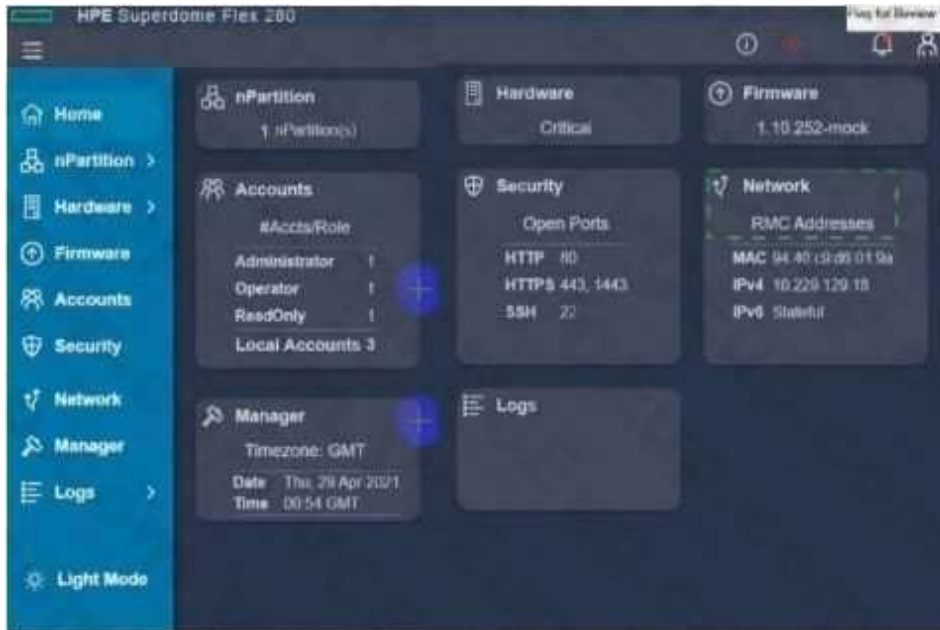 HPE Superdome Flex 280
Flag for Review
Home
nPartition >
Hardware >
Firmware
Accounts
Security
Network
Manager
Logs >
Light Mode
nPartition
1 nPartition(s)
Hardware
Critical
Firmware
1.10.252-mock
Accounts
#Accts/Role
Administrator 1
Operator 1
ReadOnly 1
Local Accounts 3
Security
Open Ports
HTTP 80
HTTPS 443, 1443
SSH 22
Network
RMC Addresses
MAC
IPv4 10.229.129.18
IPv6 Stateful
Manager
Timezone: GMT
Date Thu, 29 Apr 2021
Time 00:54 GMT
Logs